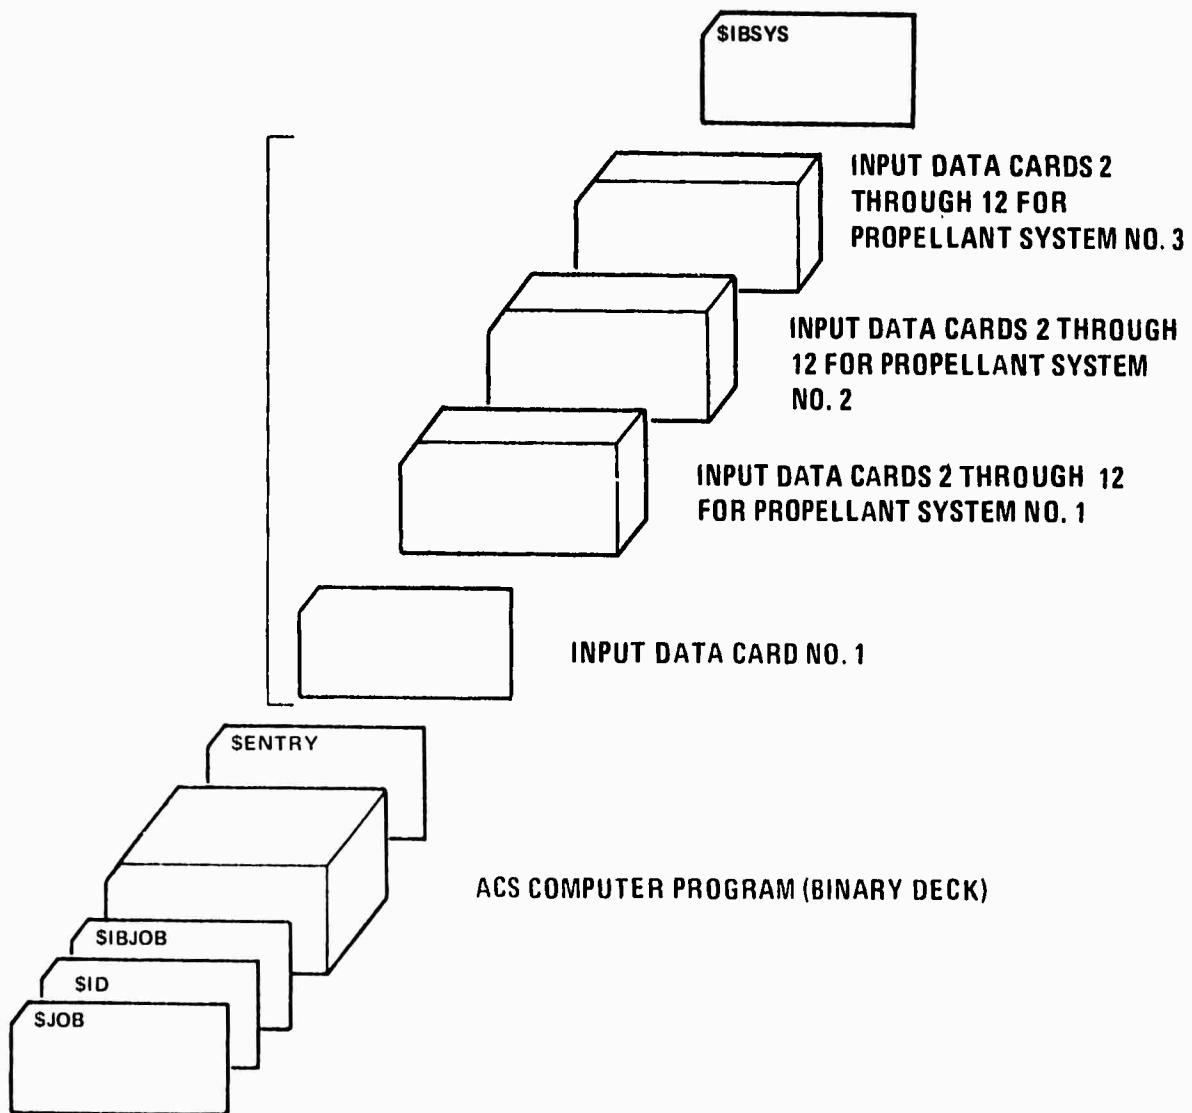 $IBSYS
INPUT DATA CARDS 2
THROUGH 12 FOR
PROPELLANT SYSTEM NO. 3
INPUT DATA CARDS 2 THROUGH
12 FOR PROPELLANT SYSTEM
NO. 2
INPUT DATA CARDS 2 THROUGH 12
FOR PROPELLANT SYSTEM NO. 1
INPUT DATA CARD NO. 1
$ENTRY
ACS COMPUTER PROGRAM (BINARY DECK)
$IBJOB
$ID
$JOB